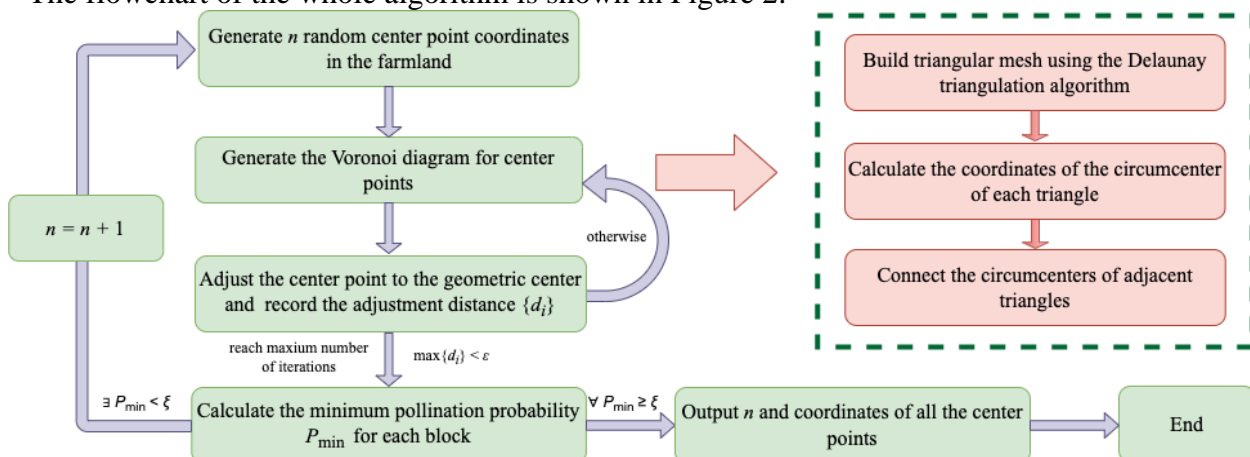 The flowchart of the whole algorithm is shown in Figure 2.
Generate n random center point coordinates
in the farmland
Generate the Voronoi diagram for center
points
n = n + 1
otherwise
Adjust the center point to the geometric center
and record the adjustment distance {dᵢ}
reach maxium number
of iterations
max{dᵢ} < ε
∃ Pmin < ξ
Calculate the minimum pollination probability
Pmin for each block
∀ Pmin ≥ ξ
Output n and coordinates of all the center
points
End
Build triangular mesh using the Delaunay
triangulation algorithm
Calculate the coordinates of the circumcenter
of each triangle
Connect the circumcenters of adjacent
triangles